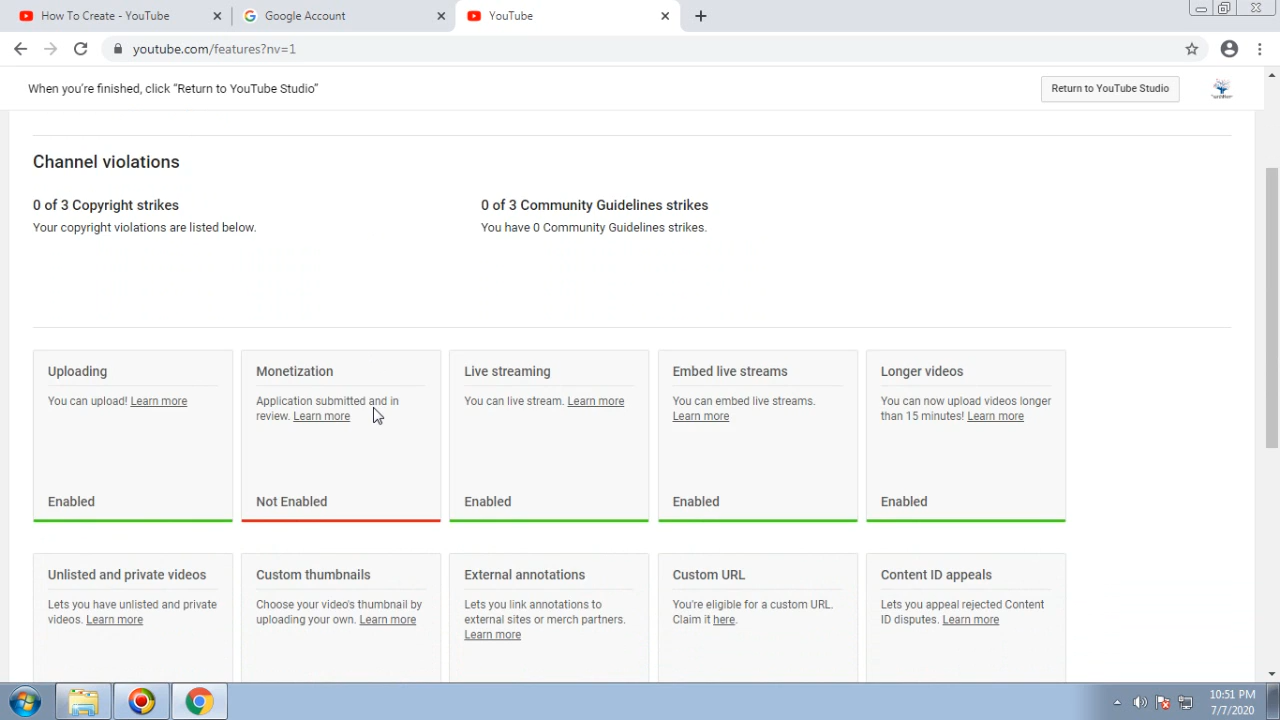 How To Create - YouTube
Google Account
YouTube
youtube.com/features?nv=1
When you're finished, click "Return to YouTube Studio"
Return to YouTube Studio
Channel violations
0 of 3 Copyright strikes
Your copyright violations are listed below.
0 of 3 Community Guidelines strikes
You have 0 Community Guidelines strikes.
Uploading
You can upload! Learn more
Enabled
Monetization
Application submitted and in
review. Learn more
Not Enabled
Live streaming
You can live stream. Learn more
Enabled
Embed live streams
You can embed live streams.
Learn more
Enabled
Longer videos
You can now upload videos longer
than 15 minutes! Learn more
Enabled
Unlisted and private videos
Lets you have unlisted and private
videos. Learn more
Custom thumbnails
Choose your video's thumbnail by
uploading your own. Learn more
External annotations
Lets you link annotations to
external sites or merch partners.
Learn more
Custom URL
You're eligible for a custom URL.
Claim it here.
Content ID appeals
Lets you appeal rejected Content
ID disputes. Learn more
10:51 PM
7/7/2020